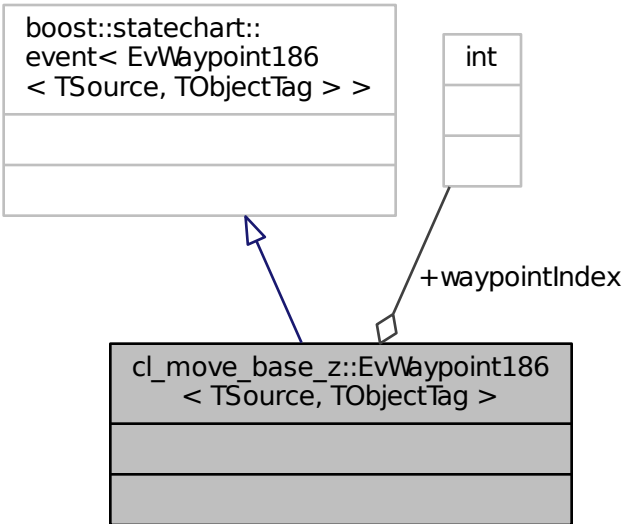 boost::statechart::
event< EvWaypoint186
< TSource, TObjectTag > >
int
+waypointIndex
cl_move_base_z::EvWaypoint186
< TSource, TObjectTag >